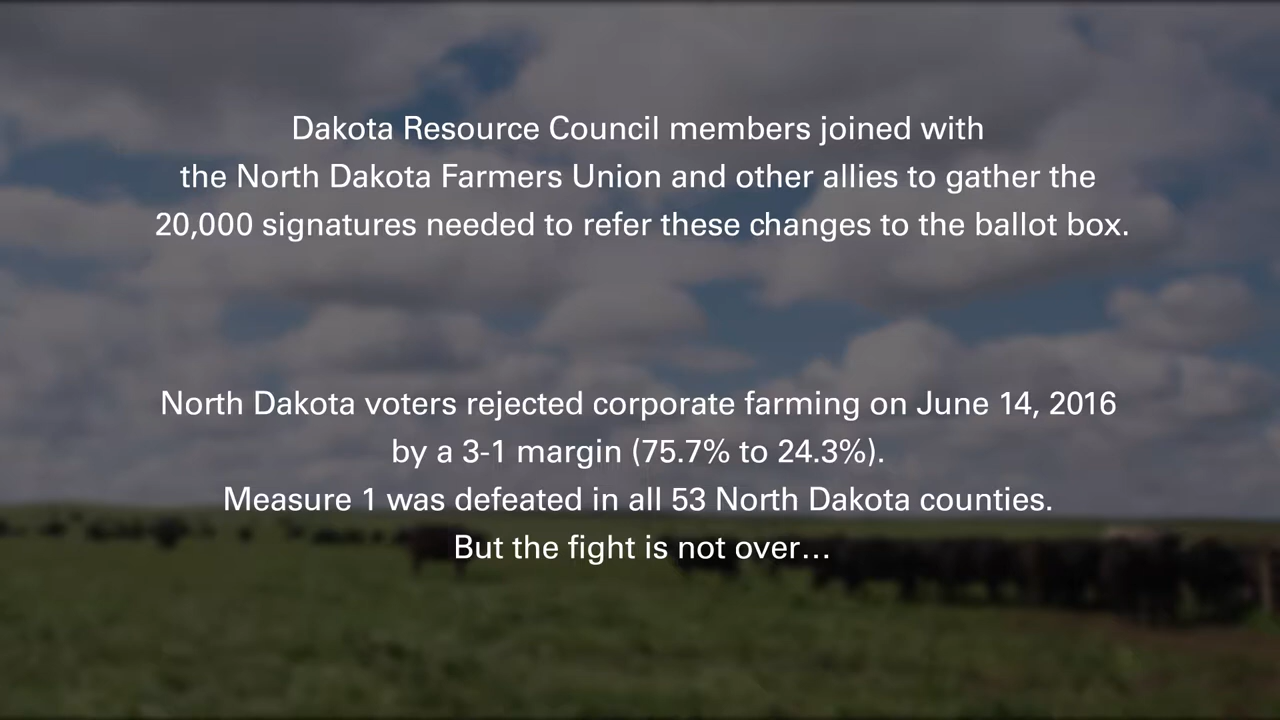 Dakota Resource Council members joined with
the North Dakota Farmers Union and other allies to gather the
20,000 signatures needed to refer these changes to the ballot box.
North Dakota voters rejected corporate farming on June 14, 2016
by a 3-1 margin (75.7% to 24.3%).
Measure 1 was defeated in all 53 North Dakota counties.
But the fight is not over…